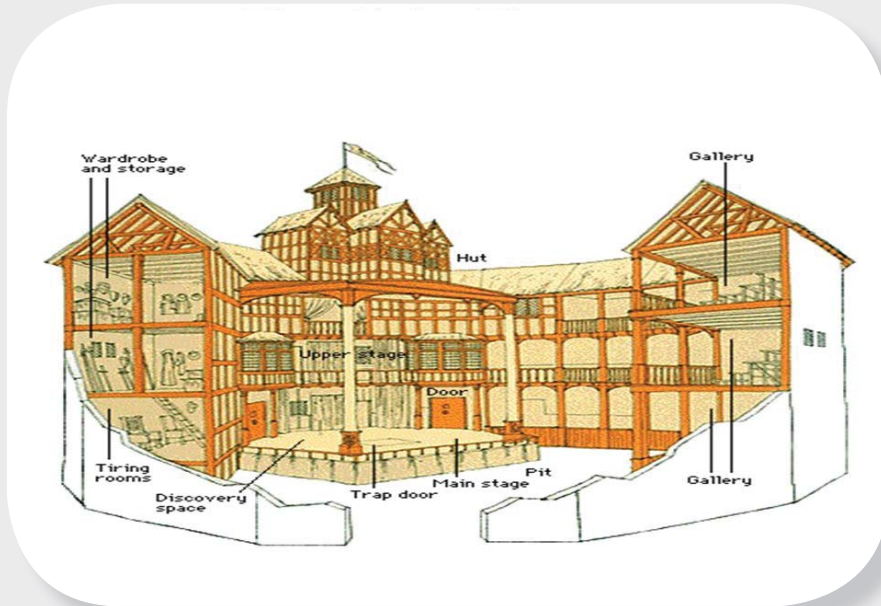 Wardrobe
and storage
Gallery
Hut
Upper stage
Door
Tiring
rooms
Discovery
space
Trap door
Main stage
Pit
Gallery